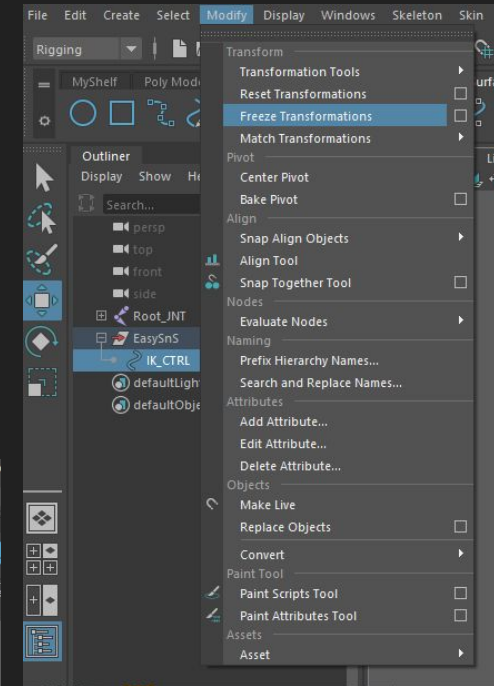 File Edit Create Select Modify Display Windows Skeleton Skin
Rigging
MyShelf Poly Mode
Outliner
Display Show He
Search...
persp
top
front
side
Root_JNT
EasySnS
IK_CTRL
defaultLigh
defaultObje
Transform
Transformation Tools
Reset Transformations
Freeze Transformations
Match Transformations
Pivot
Center Pivot
Bake Pivot
Align
Snap Align Objects
Align Tool
Snap Together Tool
Nodes
Evaluate Nodes
Naming
Prefix Hierarchy Names...
Search and Replace Names...
Attributes
Add Attribute...
Edit Attribute...
Delete Attribute...
Objects
Make Live
Replace Objects
Convert
Paint Tool
Paint Scripts Tool
Paint Attributes Tool
Assets
Asset